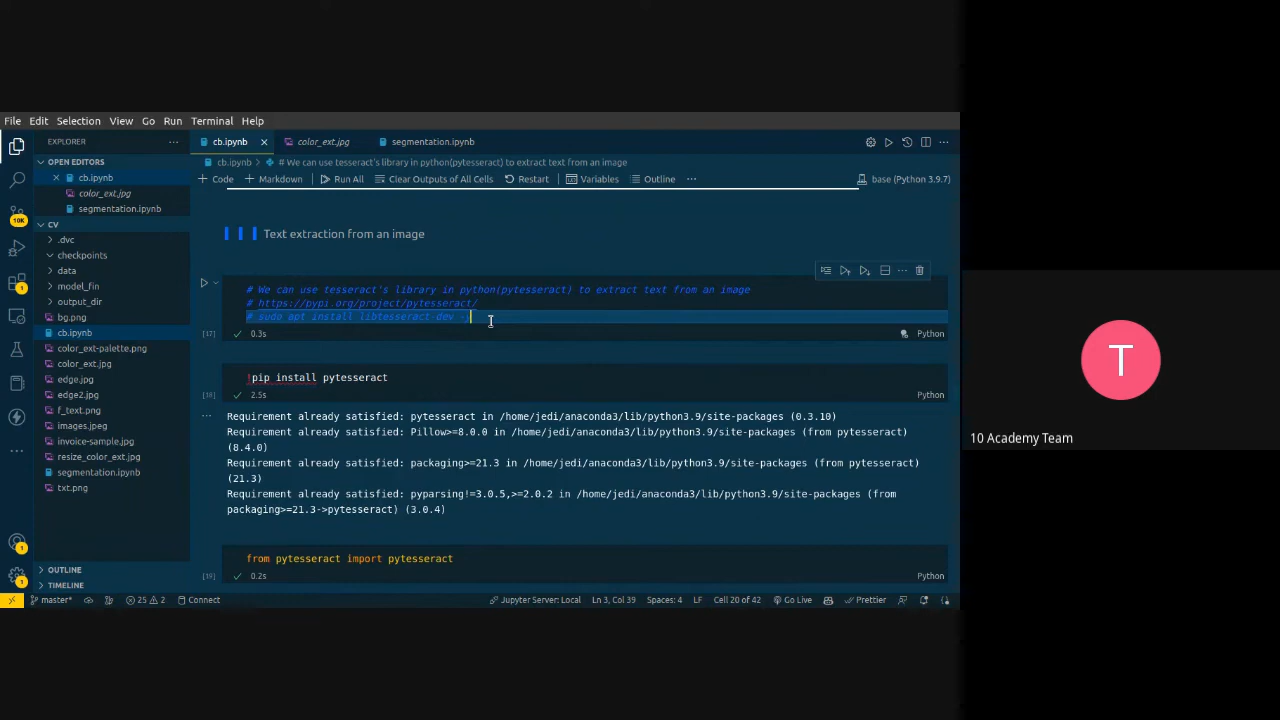 File Edit Selection View Go Run Terminal Help
EXPLORER
OPEN EDITORS
cb.ipynb
color_ext.jpg
segmentation.ipynb
CV
.dvc
checkpoints
data
model_fin
output_dir
bg.png
cb.ipynb
color_ext-palette.png
color_ext.jpg
edge.jpg
edge2.jpg
f_text.png
images.jpeg
invoice-sample.jpg
resize_color_ext.jpg
segmentation.ipynb
txt.png
OUTLINE
TIMELINE
10K
1
1
cb.ipynb color_ext.jpg segmentation.ipynb
cb.ipynb > # We can use tesseract's library in python(pytesseract) to extract text from an image
+ Code + Markdown Run All Clear Outputs of All Cells Restart Variables Outline base (Python 3.9.7)
Text extraction from an image
# We can use tesseract's library in python(pytesseract) to extract text from an image
# https://pypi.org/project/pytesseract/
# sudo apt install libtesseract-dev
[17] 0.3s Python
!pip install pytesseract
[18] 2.5s Python
Requirement already satisfied: pytesseract in /home/jedi/anaconda3/lib/python3.9/site-packages (0.3.10)
Requirement already satisfied: Pillow>=8.0.0 in /home/jedi/anaconda3/lib/python3.9/site-packages (from pytesseract)
(8.4.0)
Requirement already satisfied: packaging>=21.3 in /home/jedi/anaconda3/lib/python3.9/site-packages (from pytesseract)
(21.3)
Requirement already satisfied: pyparsing!=3.0.5,>=2.0.2 in /home/jedi/anaconda3/lib/python3.9/site-packages (from
packaging>=21.3->pytesseract) (3.0.4)
from pytesseract import pytesseract
[19] 0.2s Python
master* 25 2 Connect Jupyter Server: Local Ln 3, Col 39 Spaces: 4 LF Cell 20 of 42 Go Live Prettier
T
10 Academy Team